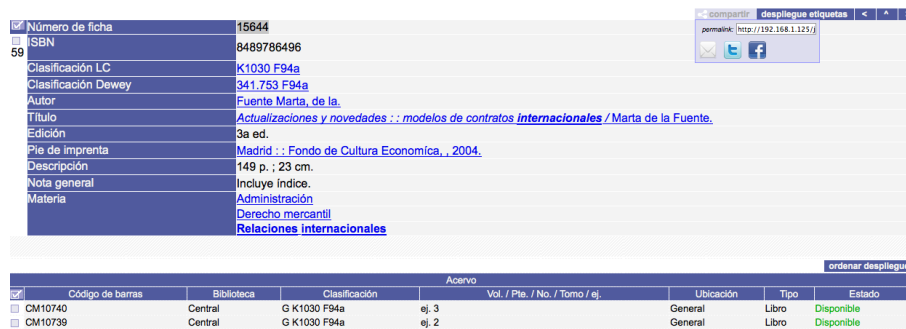 compartir despliegue etiquetas < ^
permalink: http://192.168.1.125/j
Número de ficha 15644
59
ISBN 8489786496
Clasificación LC K1030 F94a
Clasificación Dewey 341.753 F94a
Autor Fuente Marta, de la.
Título Actualizaciones y novedades : : modelos de contratos internacionales / Marta de la Fuente.
Edición 3a ed.
Pie de imprenta Madrid : : Fondo de Cultura Economíca, , 2004.
Descripción 149 p. ; 23 cm.
Nota general Incluye índice.
Materia Administración
Derecho mercantil
Relaciones internacionales
ordenar despliegue
Acervo
Código de barras Biblioteca Clasificación Vol. / Pte. / No. / Tomo / ej. Ubicación Tipo Estado
CM10740 Central G K1030 F94a ej. 3 General Libro Disponible
CM10739 Central G K1030 F94a ej. 2 General Libro Disponible